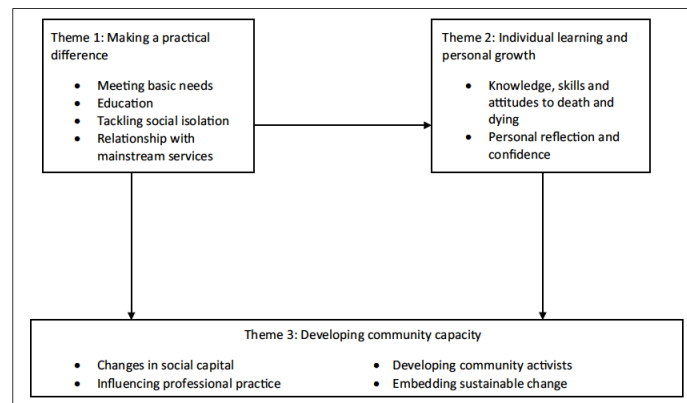 Theme 1: Making a practical
difference
• Meeting basic needs
• Education
• Tackling social isolation
• Relationship with
mainstream services
Theme 2: Individual learning and
personal growth
• Knowledge, skills and
attitudes to death and
dying
• Personal reflection and
confidence
Theme 3: Developing community capacity
• Changes in social capital
• Influencing professional practice
• Developing community activists
• Embedding sustainable change